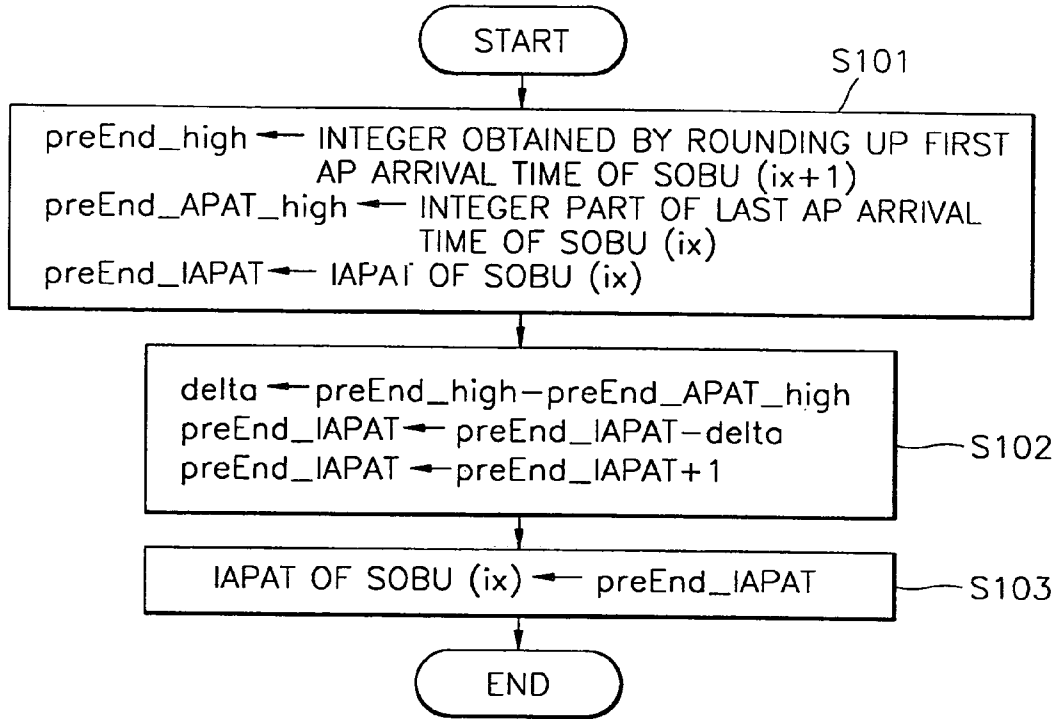 START
S101
preEnd_high ← INTEGER OBTAINED BY ROUNDING UP FIRST
AP ARRIVAL TIME OF SOBU (ix+1)
preEnd_APAT_high ← INTEGER PART OF LAST AP ARRIVAL
TIME OF SOBU (ix)
preEnd_IAPAT ← IAPAT OF SOBU (ix)
delta ← preEnd_high-preEnd_APAT_high
preEnd_IAPAT ← preEnd_IAPAT-delta
preEnd_IAPAT ← preEnd_IAPAT+1
S102
IAPAT OF SOBU (ix) ← preEnd_IAPAT
S103
END